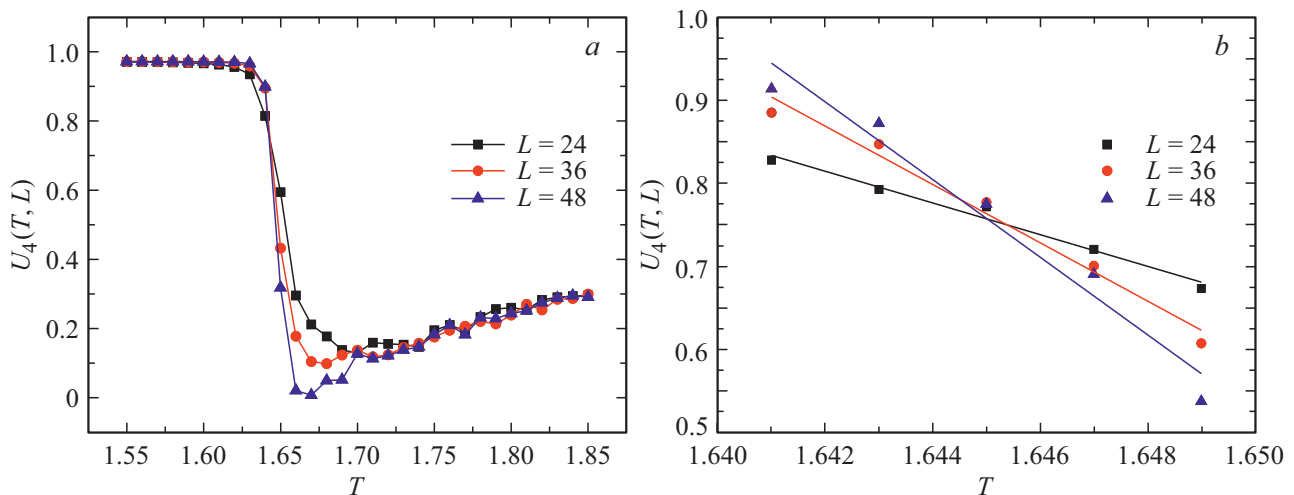 a
1.0
0.8
0.6
0.4
0.2
0
U4(T, L)
L = 24
L = 36
L = 48
1.55 1.60 1.65 1.70 1.75 1.80 1.85
T
b
1.0
0.9
0.8
0.7
0.6
0.5
U4(T, L)
L = 24
L = 36
L = 48
1.640 1.642 1.644 1.646 1.648 1.650
T